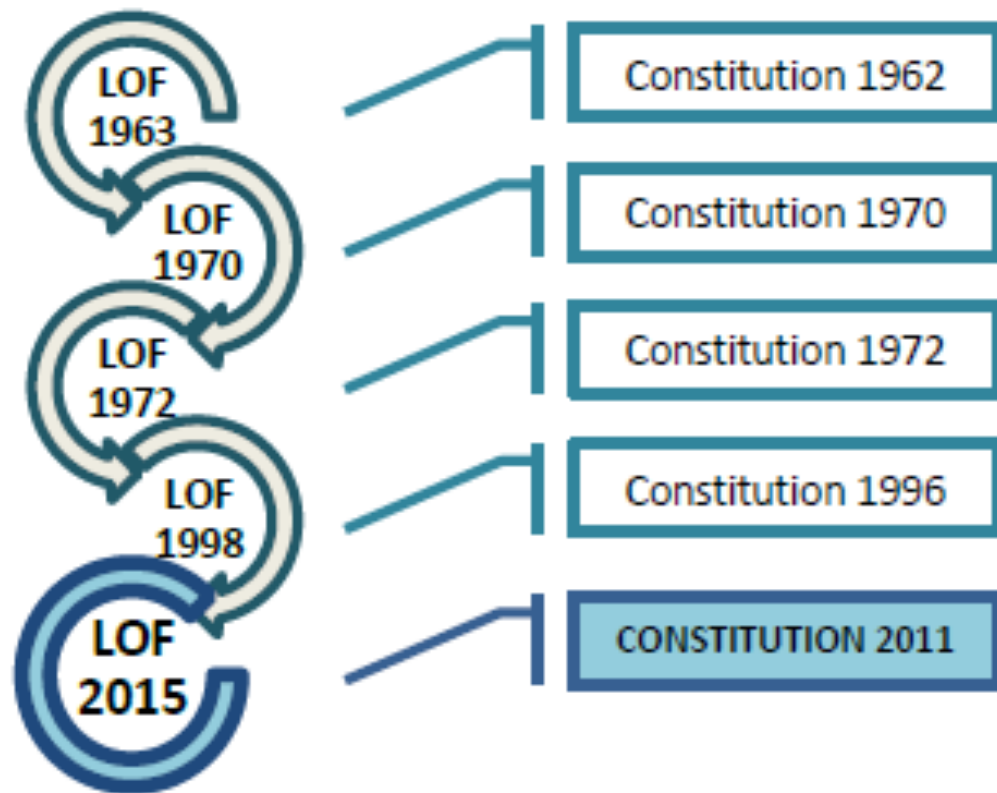 LOF
1963
Constitution 1962
LOF
1970
Constitution 1970
LOF
1972
Constitution 1972
LOF
1998
Constitution 1996
LOF
2015
CONSTITUTION 2011